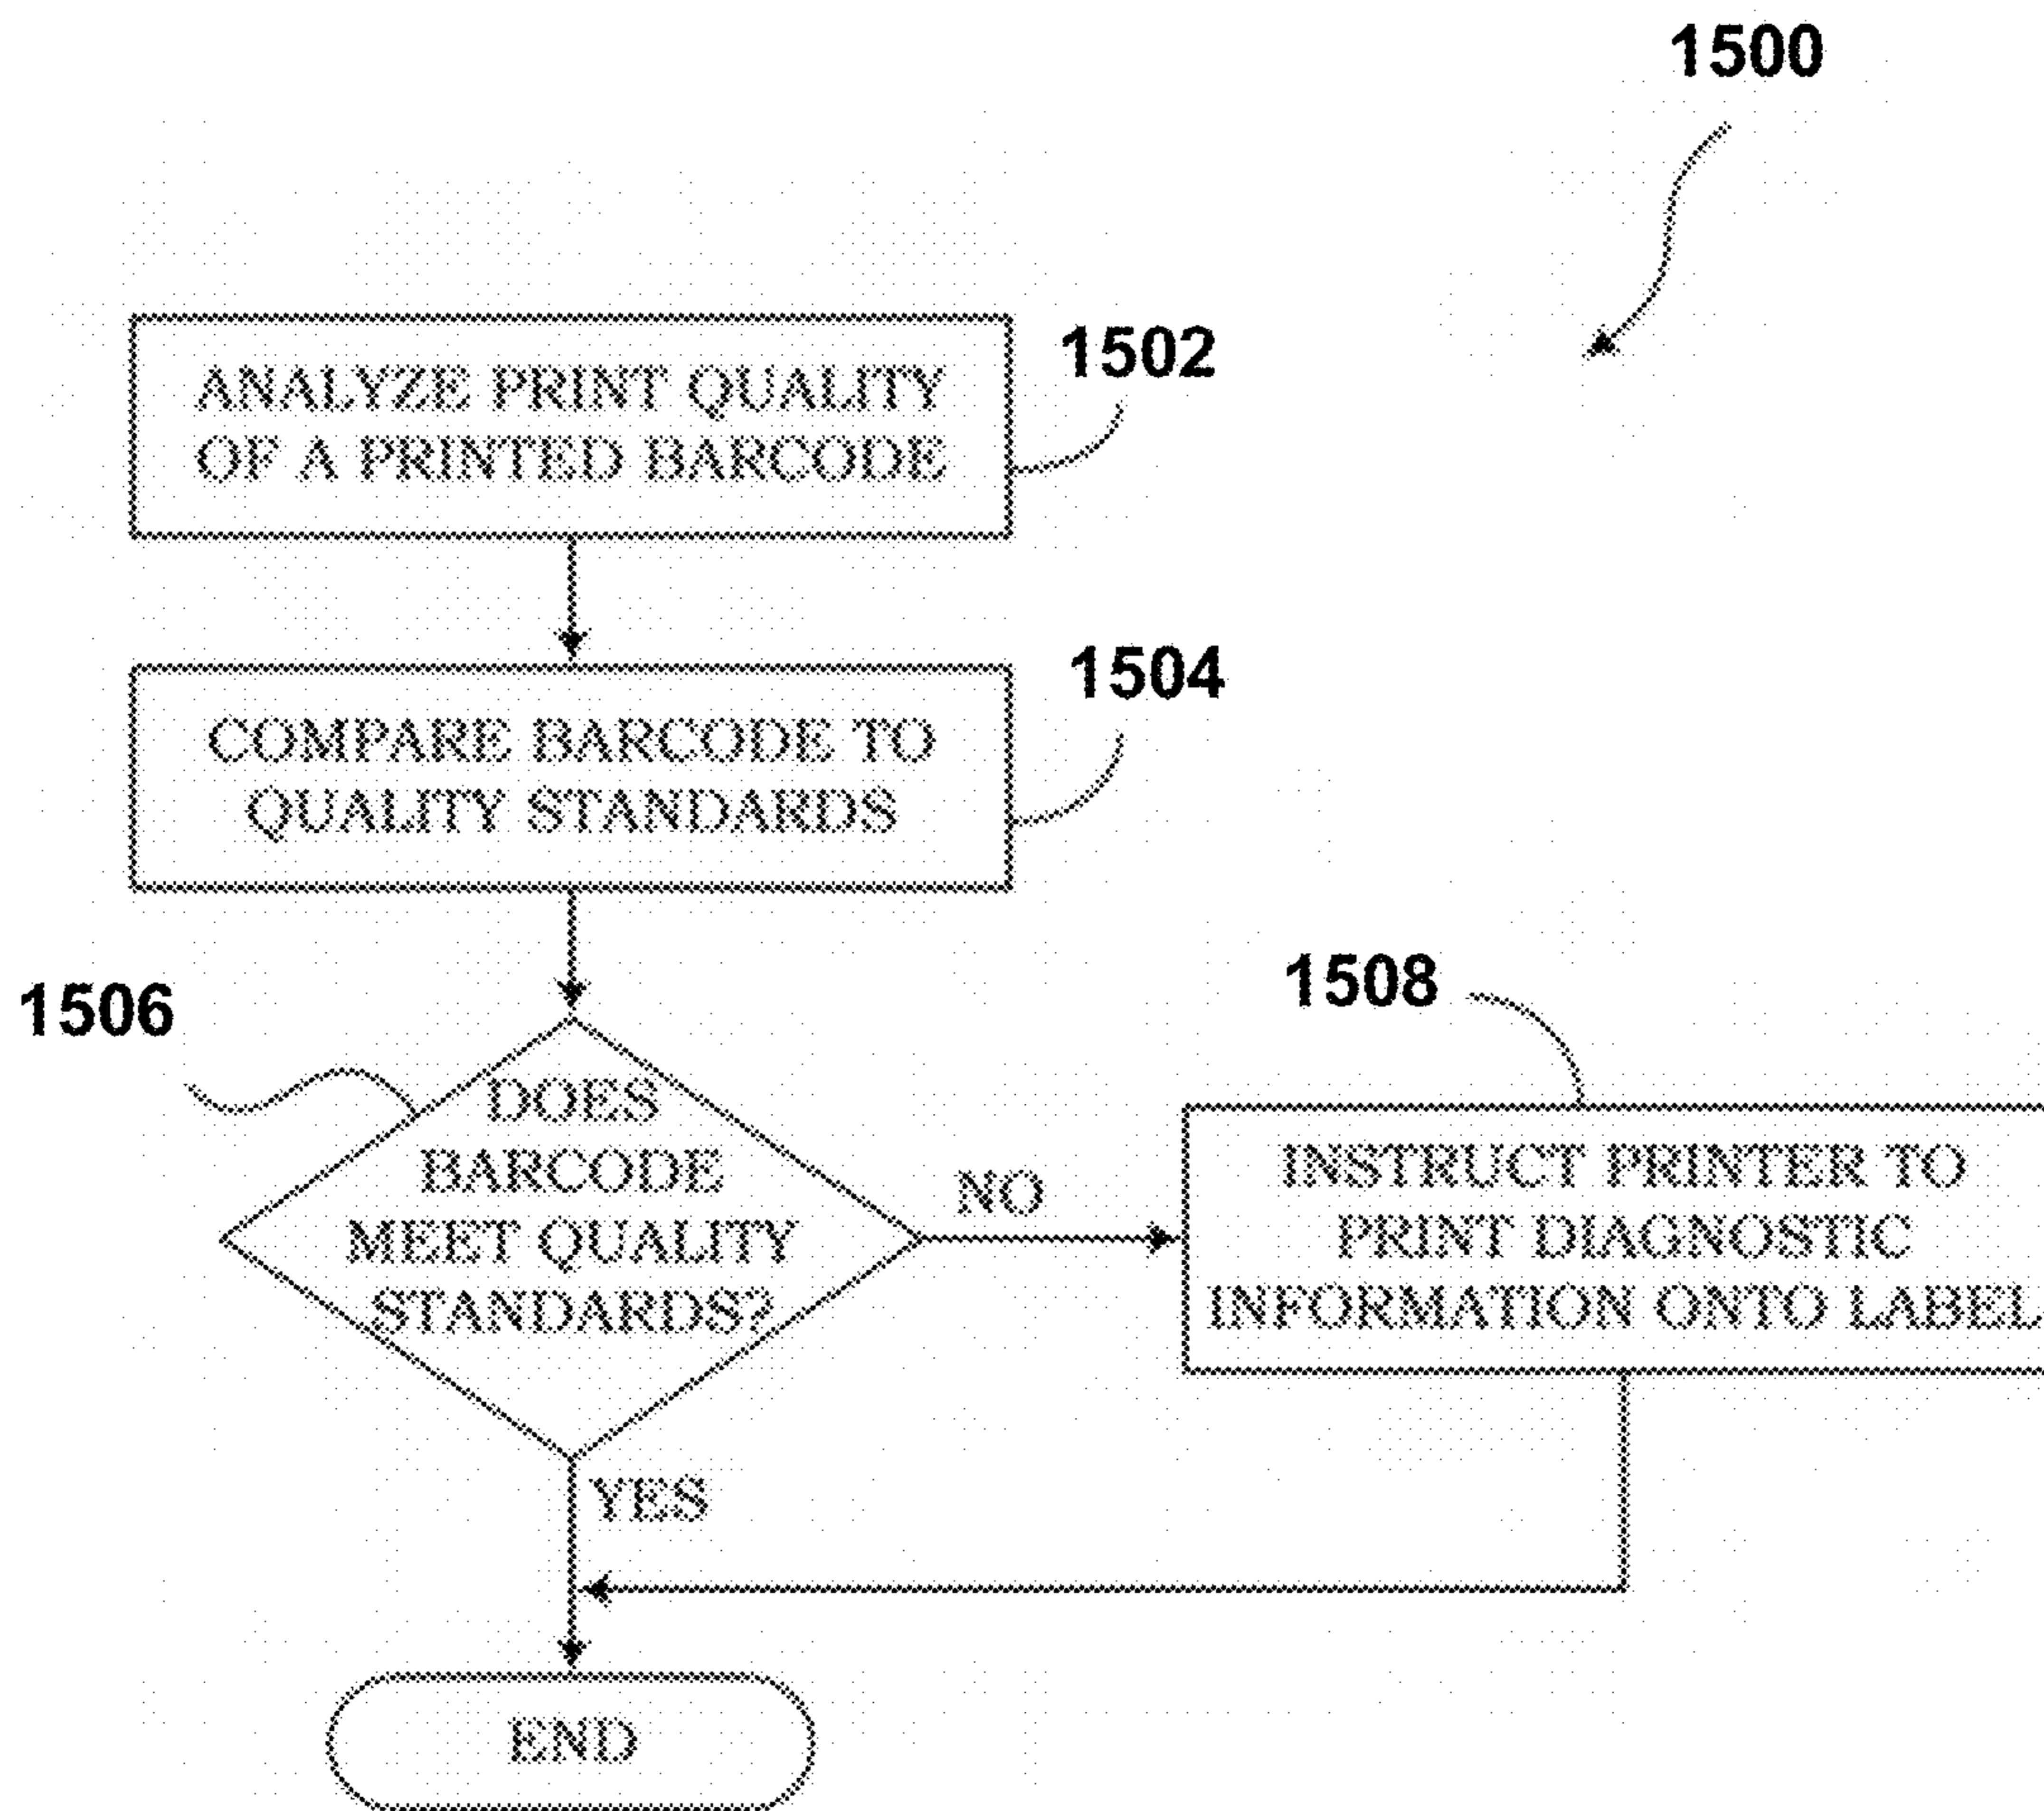 1500
ANALYZE PRINT QUALITY
OF A PRINTED BARCODE
1502
COMPARE BARCODE TO
QUALITY STANDARDS
1504
1506
DOES
BARCODE
MEET QUALITY
STANDARDS?
NO
1508
INSTRUCT PRINTER TO
PRINT DIAGNOSTIC
INFORMATION ONTO LABEL
YES
END